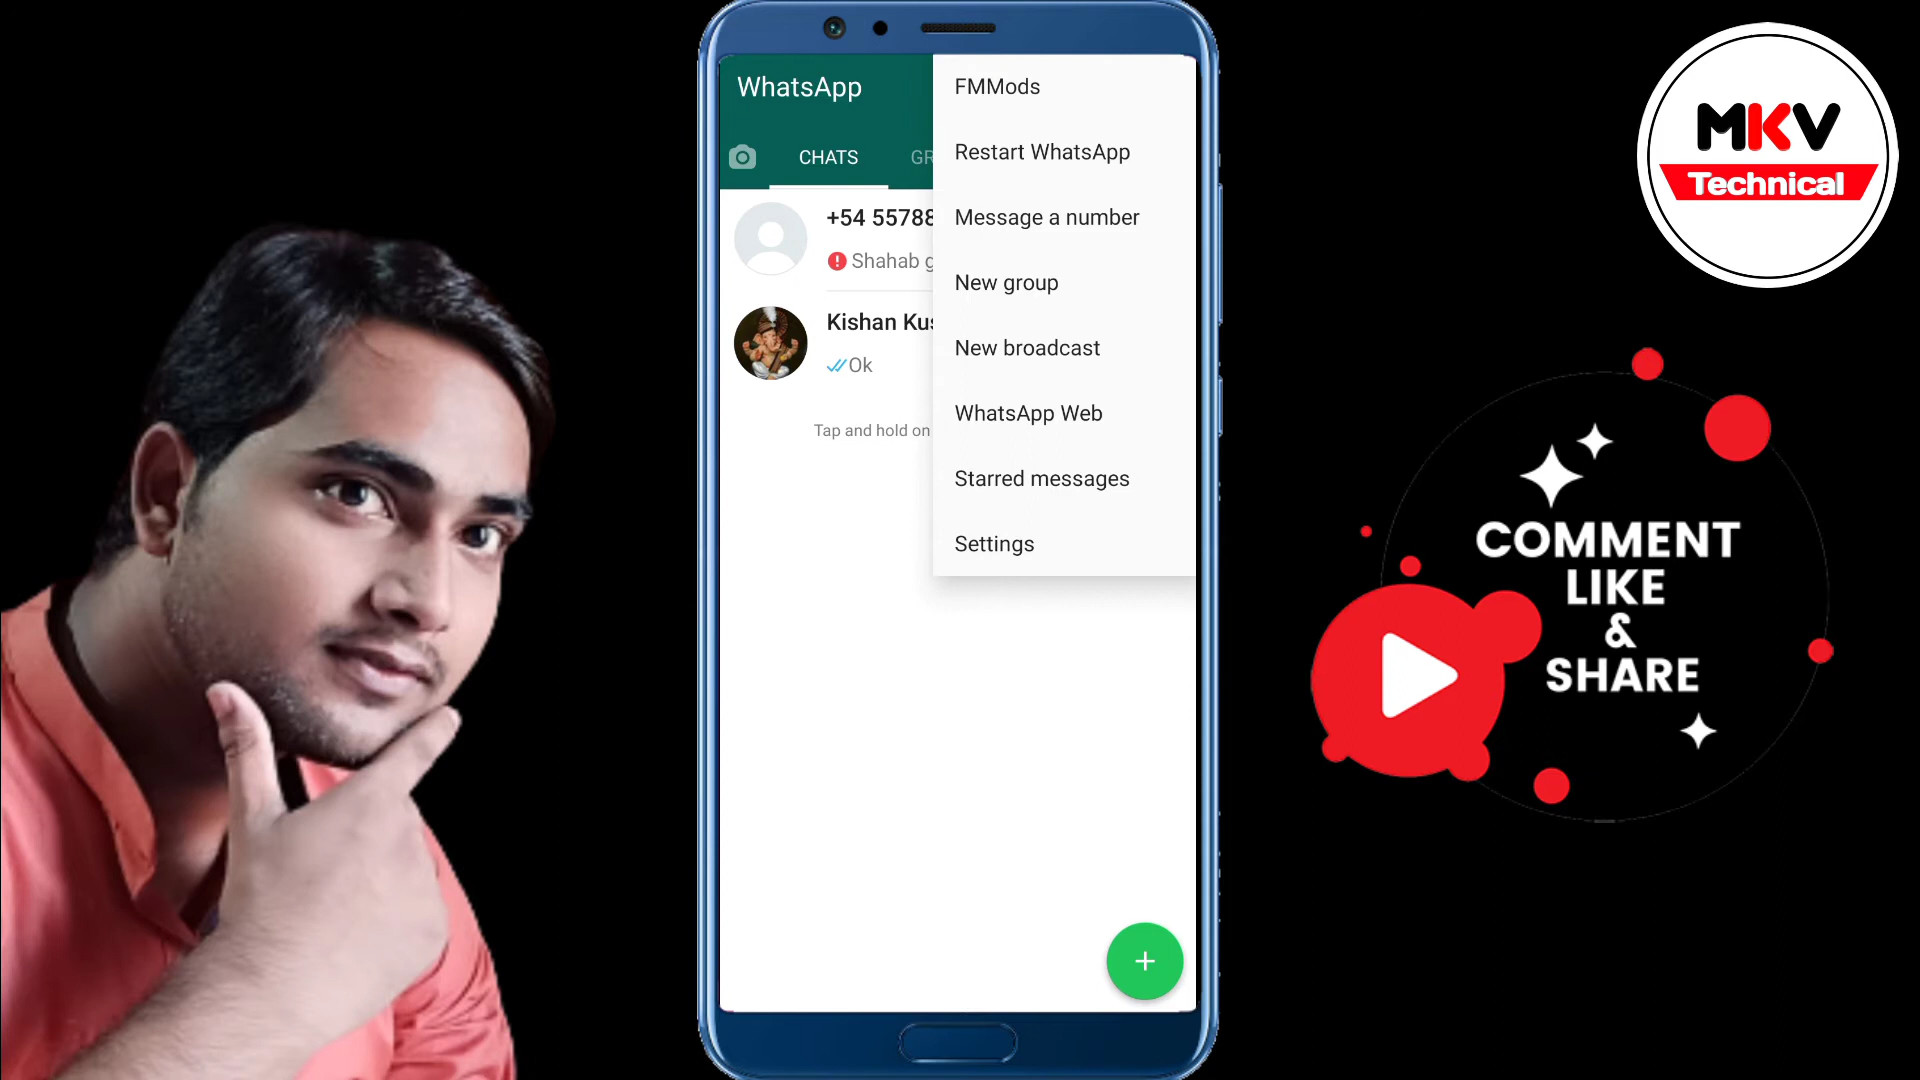 WhatsApp
CHATS
GR
+54 55788
Shahab g
Kishan Kus
Ok
Tap and hold on
FMMods
Restart WhatsApp
Message a number
New group
New broadcast
WhatsApp Web
Starred messages
Settings
MKV
Technical
COMMENT
LIKE
&
SHARE